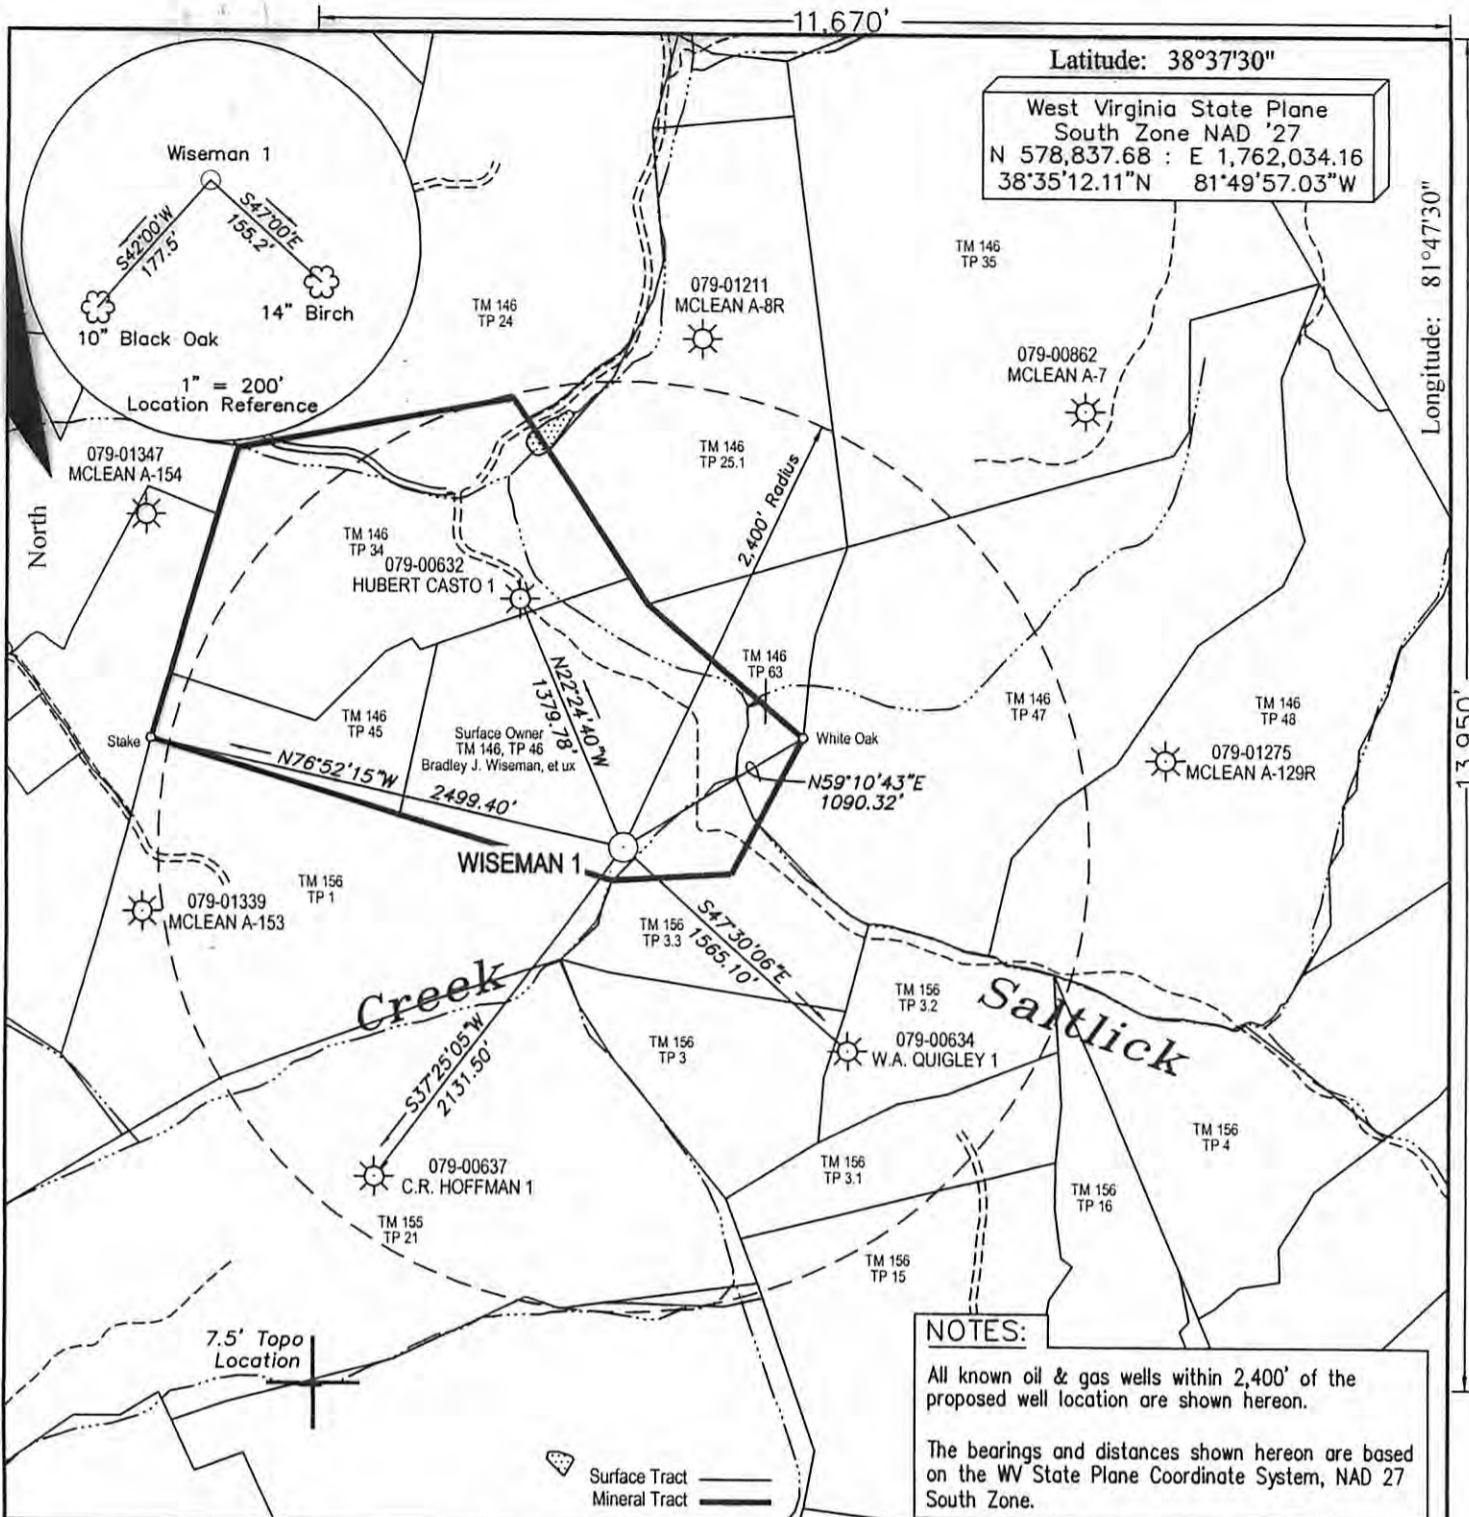 11,670'
Latitude: 38°37'30"
West Virginia State Plane
South Zone NAD '27
N 578,837.68 : E 1,762,034.16
38°35'12.11"N 81°49'57.03"W
Longitude: 81°47'30"
13,950'
Wiseman 1
S42°00'W
177.5'
S47°00'E
155.2'
10" Black Oak
14" Birch
1" = 200'
Location Reference
North
TM 146
TP 24
079-01211
MCLEAN A-8R
TM 146
TP 35
079-00862
MCLEAN A-7
079-01347
MCLEAN A-154
TM 146
TP 25.1
2,400' Radius
TM 146
TP 34
079-00632
HUBERT CASTO 1
TM 146
TP 63
TM 146
TP 47
TM 146
TP 48
N22°24'40"W
1379.78'
TM 146
TP 45
Surface Owner
TM 146, TP 46
Bradley J. Wiseman, et ux
Stake
White Oak
079-01275
MCLEAN A-129R
N76°52'15"W
2499.40'
N59°10'43"E
1090.32'
WISEMAN 1
TM 156
TP 1
079-01339
MCLEAN A-153
TM 156
TP 3.3
S47°30'06"E
1565.10'
Creek
Saltlick
TM 156
TP 3.2
079-00634
W.A. QUIGLEY 1
TM 156
TP 3
S37°25'05"W
2131.50'
079-00637
C.R. HOFFMAN 1
TM 156
TP 4
TM 156
TP 3.1
TM 156
TP 16
TM 155
TP 21
TM 156
TP 15
7.5' Topo
Location
NOTES:
All known oil & gas wells within 2,400' of the
proposed well location are shown hereon.
The bearings and distances shown hereon are based
on the WV State Plane Coordinate System, NAD 27
South Zone.
Surface Tract
Mineral Tract